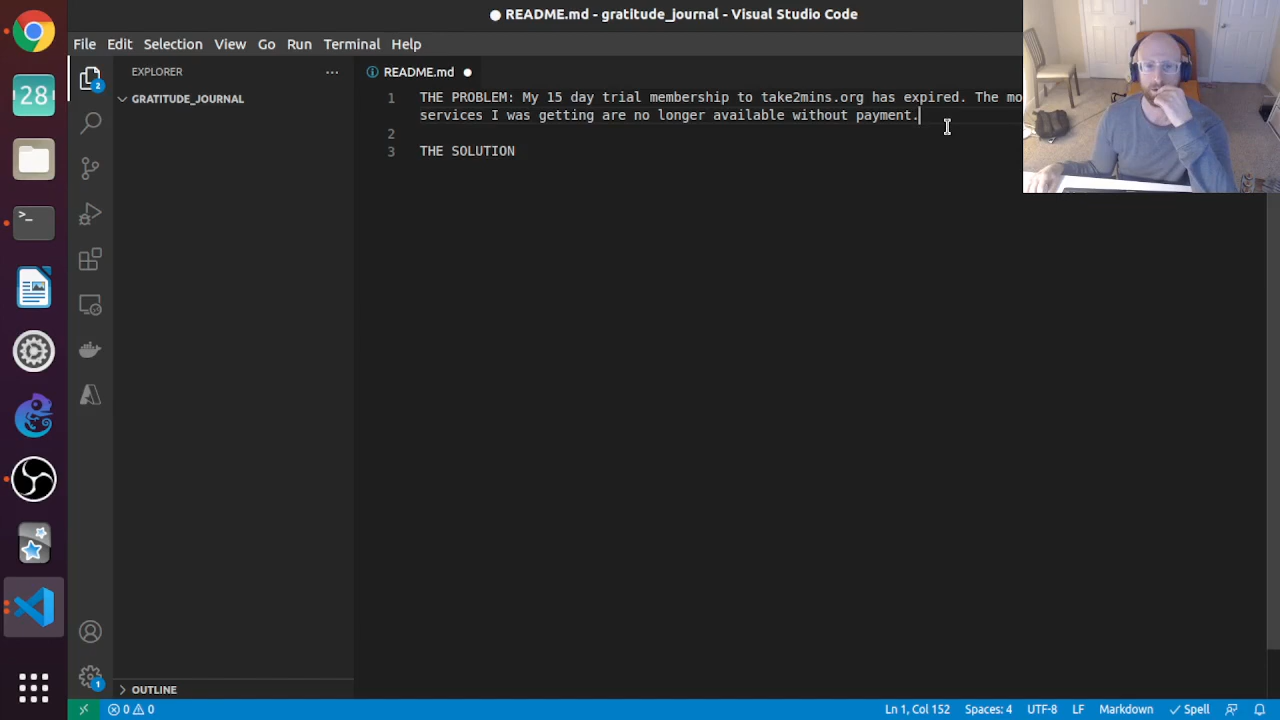 README.md - gratitude_journal - Visual Studio Code
File Edit Selection View Go Run Terminal Help
28
EXPLORER
README.md
GRATITUDE_JOURNAL
2
1 THE PROBLEM: My 15 day trial membership to take2mins.org has expired. The mo
services I was getting are no longer available without payment.
2
3 THE SOLUTION
>_
1
OUTLINE
0 0 Ln 1, Col 152 Spaces: 4 UTF-8 LF Markdown Spell